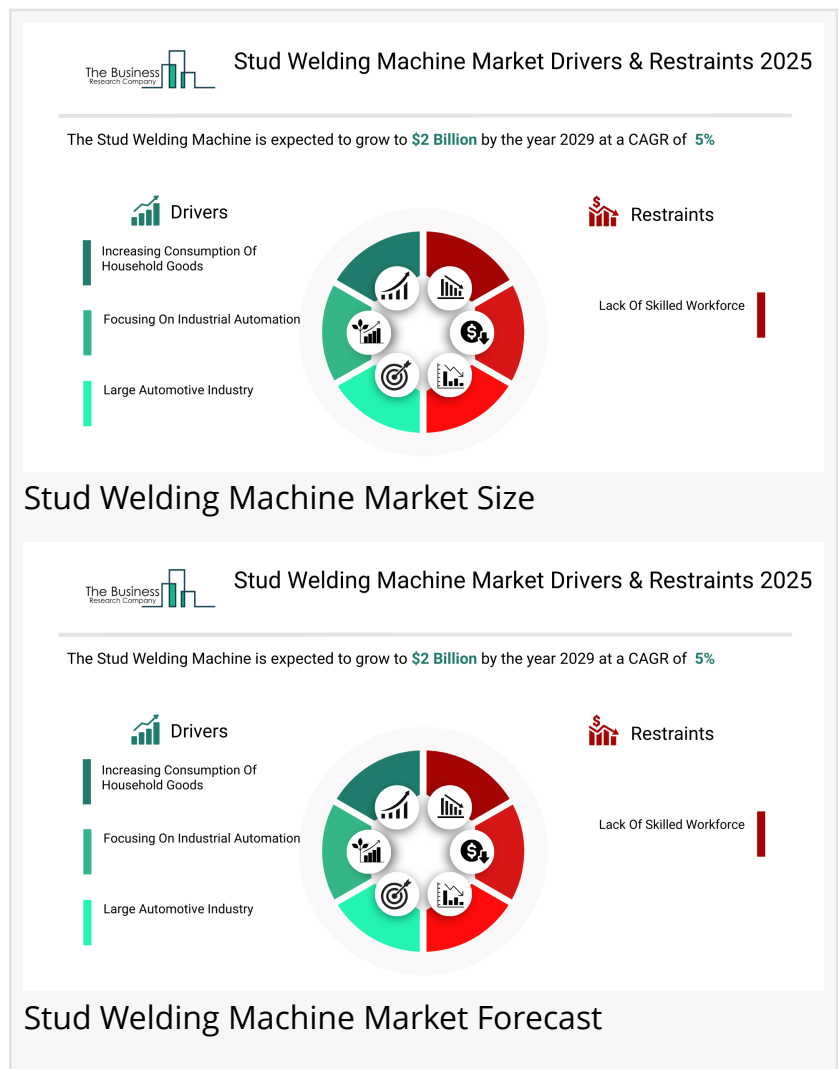 The Business
Research Company
Stud Welding Machine Market Drivers & Restraints 2025
The Stud Welding Machine is expected to grow to $2 Billion by the year 2029 at a CAGR of 5%
Drivers
Increasing Consumption Of
Household Goods
Focusing On Industrial Automation
Large Automotive Industry
$
Restraints
Lack Of Skilled Workforce
$
Stud Welding Machine Market Size
The Business
Research Company
Stud Welding Machine Market Drivers & Restraints 2025
The Stud Welding Machine is expected to grow to $2 Billion by the year 2029 at a CAGR of 5%
Drivers
Increasing Consumption Of
Household Goods
Focusing On Industrial Automation
Large Automotive Industry
$
Restraints
Lack Of Skilled Workforce
$
Stud Welding Machine Market Forecast